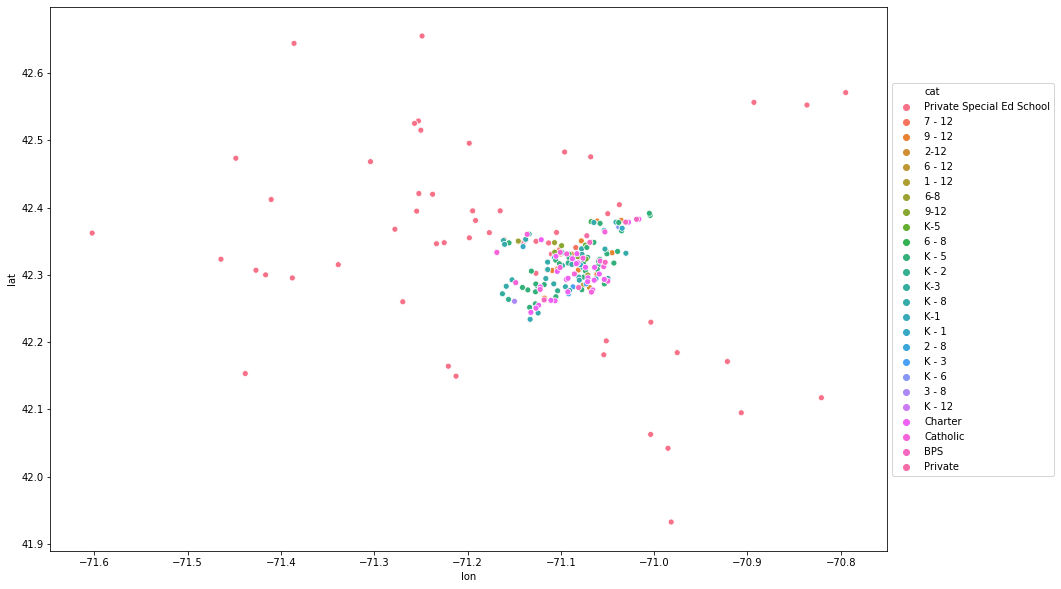 42.6
42.5
42.4
42.3
42.2
42.1
42.0
41.9
lat
−71.6
−71.5
−71.4
−71.3
−71.2
−71.1
−71.0
−70.9
−70.8
lon
cat
Private Special Ed School
7 - 12
9 - 12
2-12
6 - 12
1 - 12
6-8
9-12
K-5
6 - 8
K - 5
K - 2
K-3
K - 8
K-1
K - 1
2 - 8
K - 3
K - 6
3 - 8
K - 12
Charter
Catholic
BPS
Private